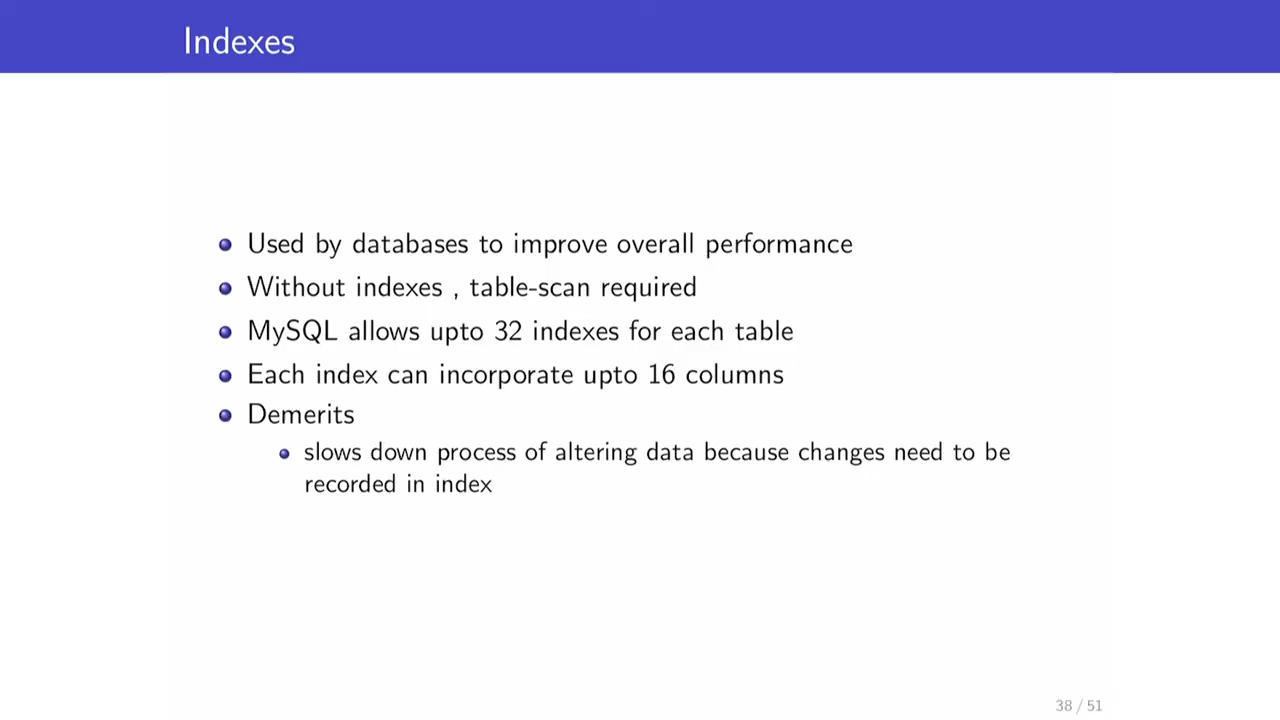 Indexes
Used by databases to improve overall performance
Without indexes , table-scan required
MySQL allows upto 32 indexes for each table
Each index can incorporate upto 16 columns
Demerits
slows down process of altering data because changes need to be
recorded in index
38 / 51